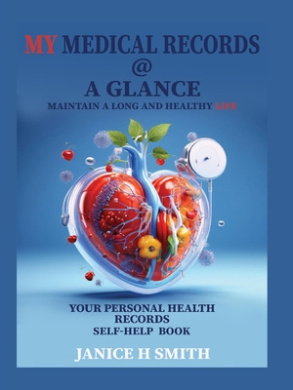 MY MEDICAL RECORDS
@
A GLANCE
MAINTAIN A LONG AND HEALTHY LIFE
YOUR PERSONAL HEALTH
RECORDS
SELF-HELP BOOK
JANICE H SMITH